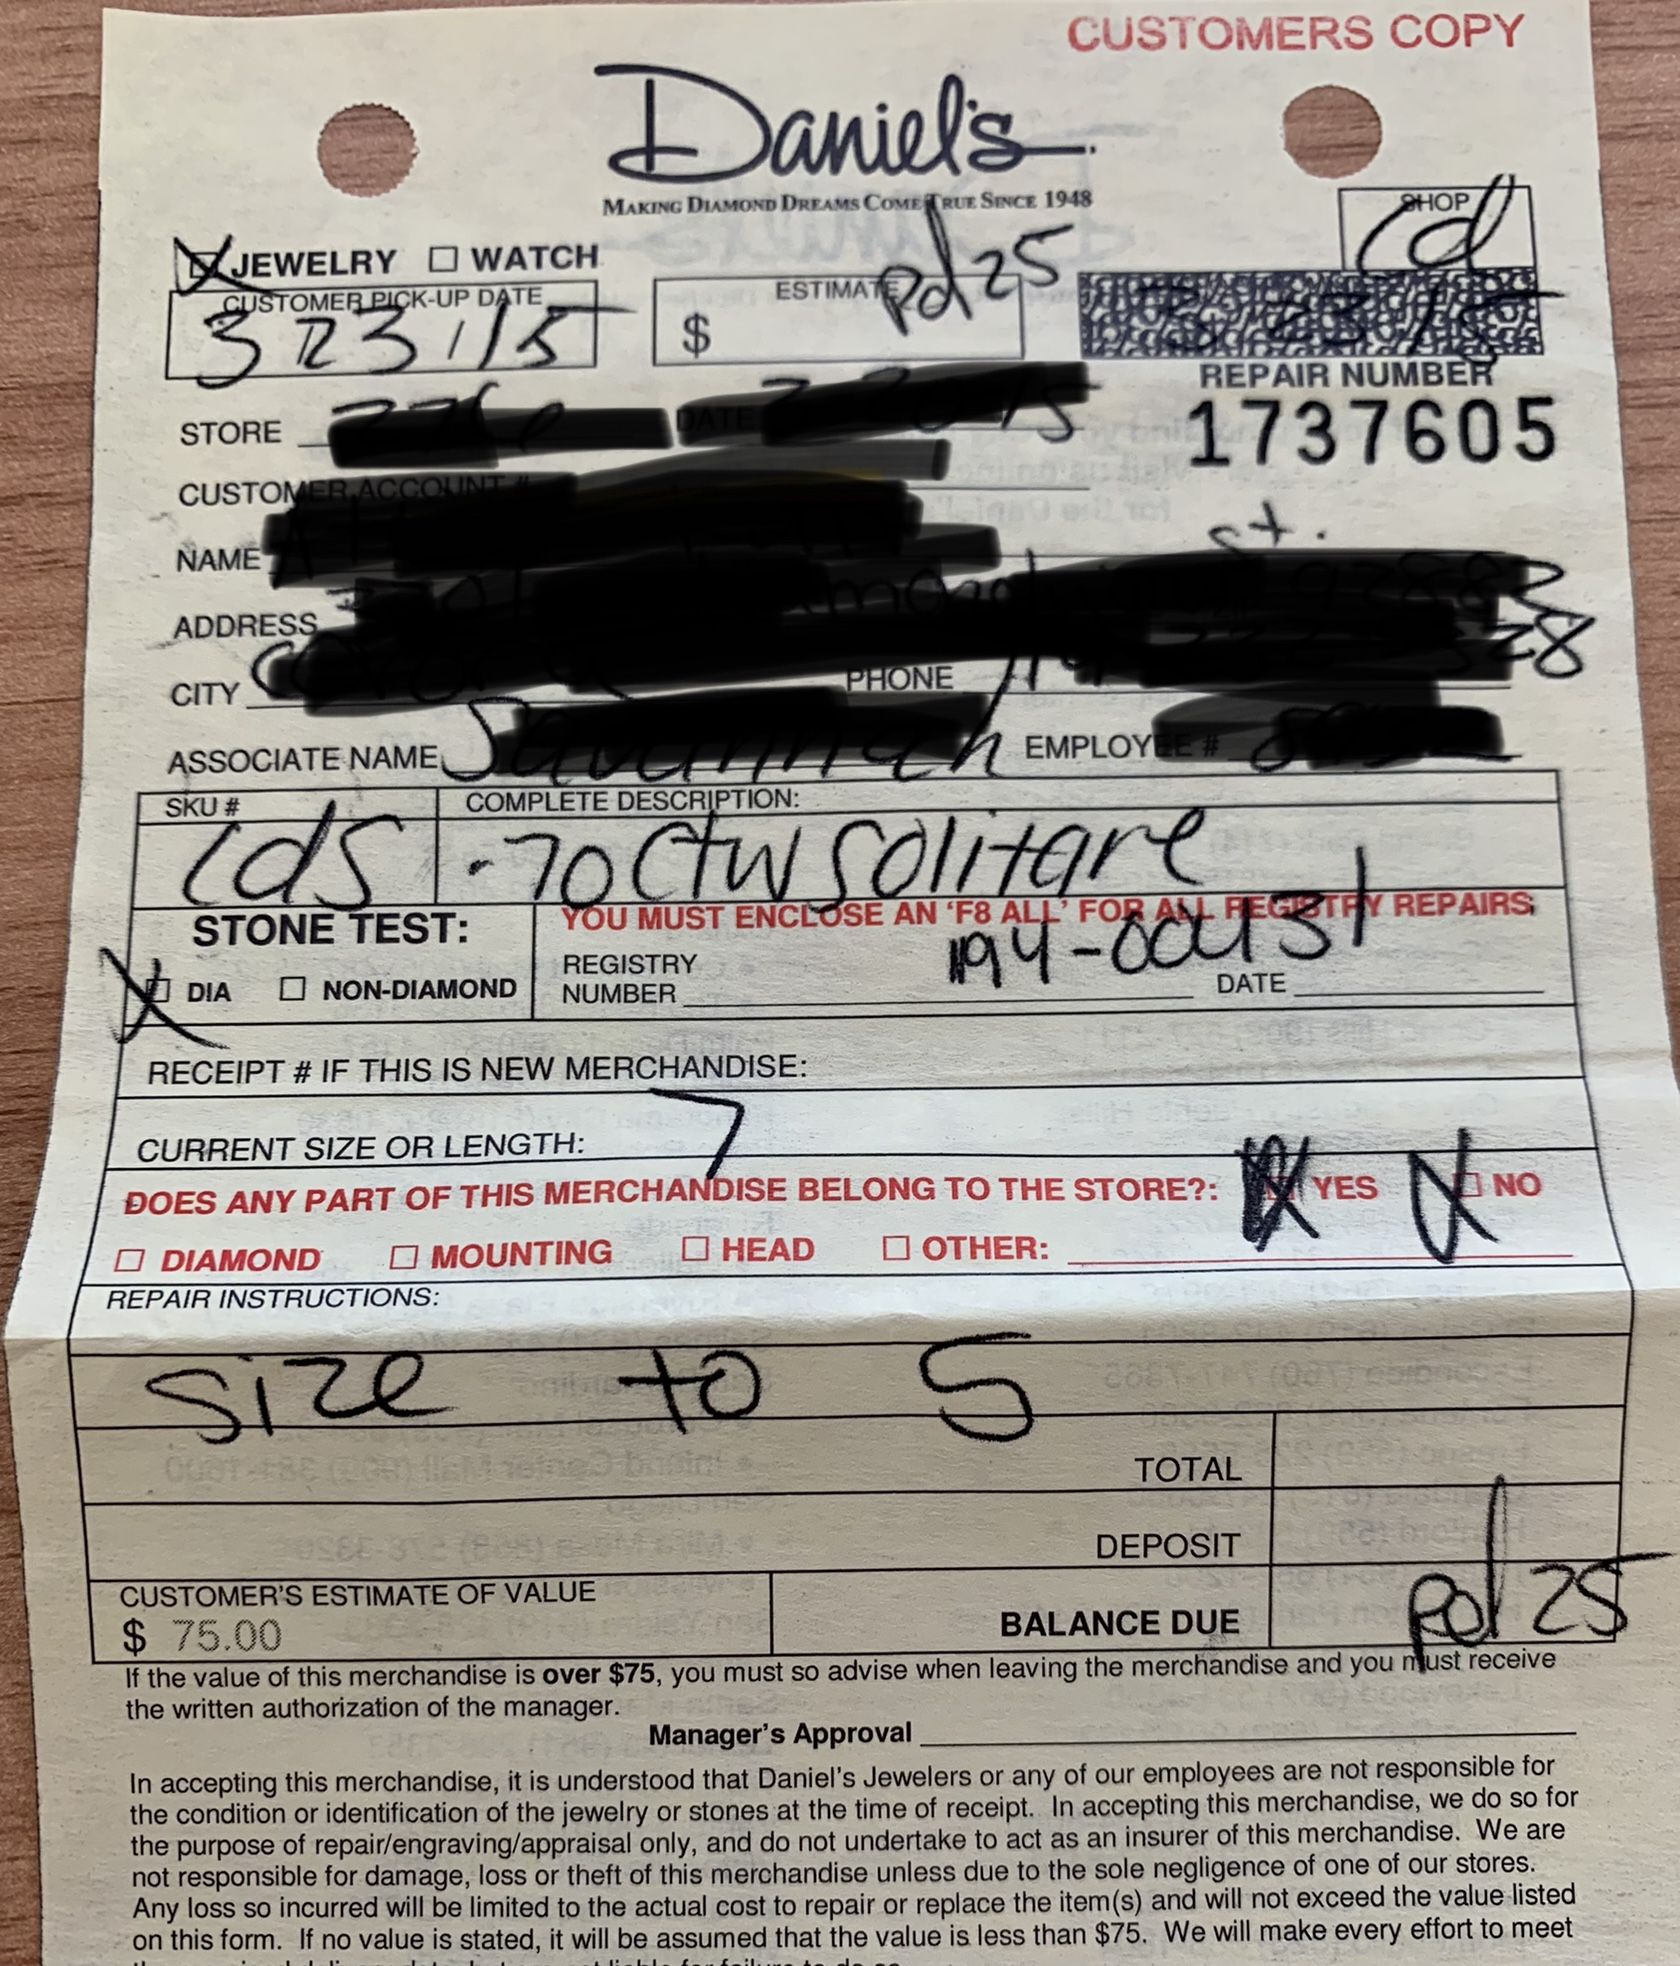 CUSTOMERS COPY
Daniel's
MAKING DIAMOND DREAMS COME TRUE SINCE 1948
SHOP
ld
JEWELRY WATCH
CUSTOMER PICK-UP DATE
3 23 15
ESTIMATE
$
pd 25
REPAIR NUMBER
1737605
STORE DATE
CUSTOMER ACCOUNT #
NAME
st.
ADDRESS
CITY PHONE
ASSOCIATE NAME EMPLOYEE #
SKU # COMPLETE DESCRIPTION:
lds .70 ctw solitare
STONE TEST: YOU MUST ENCLOSE AN 'F8 ALL' FOR ALL REGISTRY REPAIRS
DIA NON-DIAMOND
REGISTRY
NUMBER DATE
RECEIPT # IF THIS IS NEW MERCHANDISE:
CURRENT SIZE OR LENGTH: 7
DOES ANY PART OF THIS MERCHANDISE BELONG TO THE STORE?: YES NO
DIAMOND MOUNTING HEAD OTHER:
REPAIR INSTRUCTIONS:
size to 5
TOTAL
DEPOSIT
CUSTOMER'S ESTIMATE OF VALUE
$ 75.00
BALANCE DUE pd 25
If the value of this merchandise is over $75, you must so advise when leaving the merchandise and you must receive
the written authorization of the manager.
Manager's Approval
In accepting this merchandise, it is understood that Daniel's Jewelers or any of our employees are not responsible for
the condition or identification of the jewelry or stones at the time of receipt. In accepting this merchandise, we do so for
the purpose of repair/engraving/appraisal only, and do not undertake to act as an insurer of this merchandise. We are
not responsible for damage, loss or theft of this merchandise unless due to the sole negligence of one of our stores.
Any loss so incurred will be limited to the actual cost to repair or replace the item(s) and will not exceed the value listed
on this form. If no value is stated, it will be assumed that the value is less than $75. We will make every effort to meet